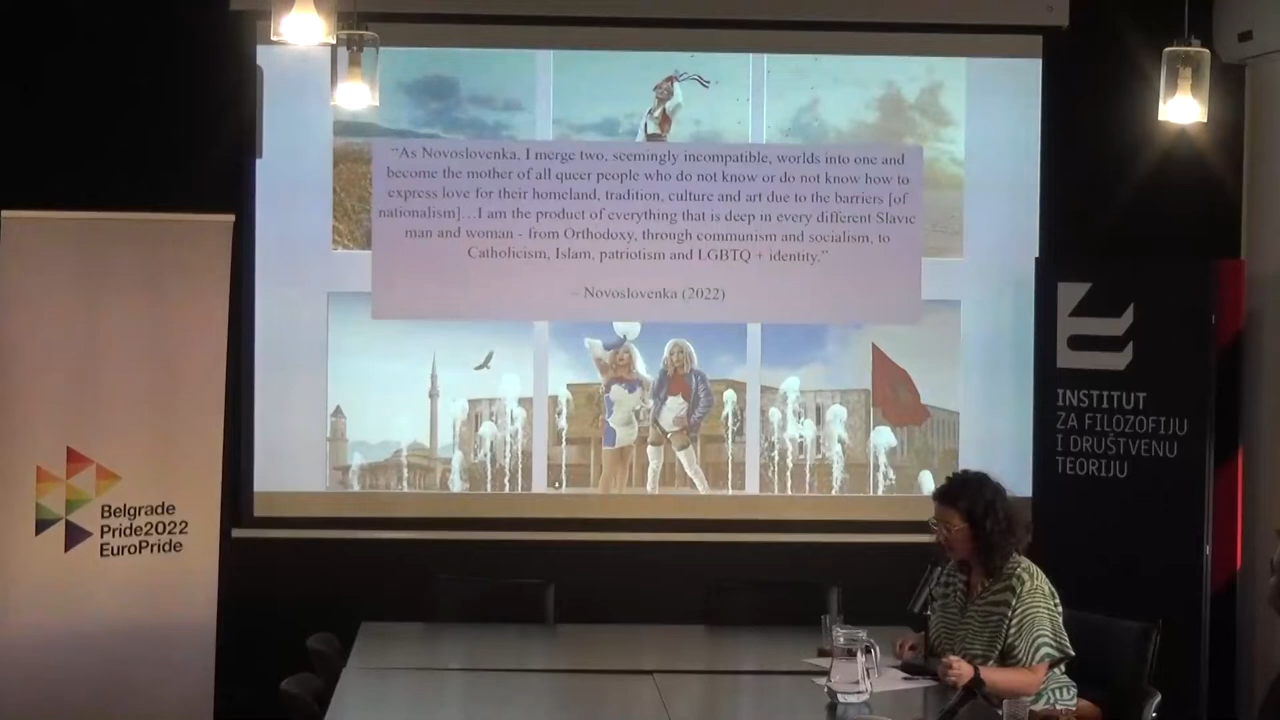 "As Novoslovenka, I merge two, seemingly incompatible, worlds into one and
become the mother of all queer people who do not know or do not know how to
express love for their homeland, tradition, culture and art due to the barriers [of
nationalism]…I am the product of everything that is deep in every different Slavic
man and woman - from Orthodoxy, through communism and socialism, to
Catholicism, Islam, patriotism and LGBTQ + identity."
– Novoslovenka (2022)
Belgrade
Pride2022
EuroPride
INSTITUT
ZA FILOZOFIJU
I DRUŠTVENU
TEORIJU